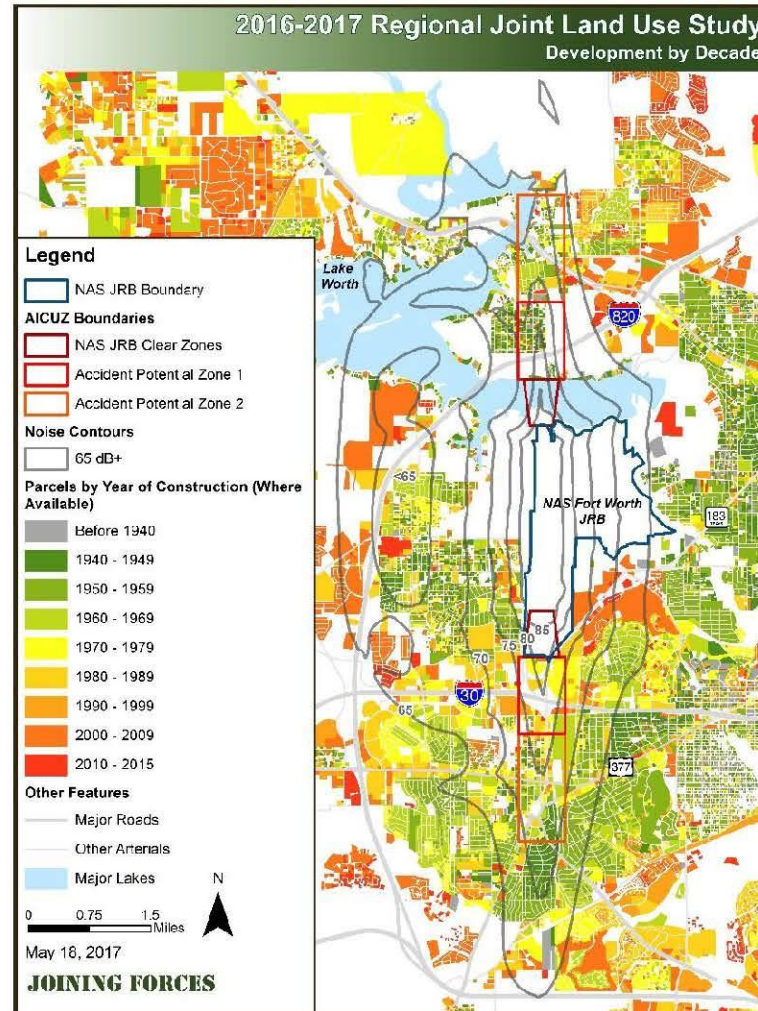 2016-2017 Regional Joint Land Use Study
Development by Decade
Legend
NAS JRB Boundary
AICUZ Boundaries
NAS JRB Clear Zones
Accident Potential Zone 1
Accident Potential Zone 2
Noise Contours
65 dB+
Parcels by Year of Construction (Where
Available)
Before 1940
1940 - 1949
1950 - 1959
1960 - 1969
1970 - 1979
1980 - 1989
1990 - 1999
2000 - 2009
2010 - 2015
Other Features
Major Roads
Other Arterials
Major Lakes
N
0 0.75 1.5
Miles
May 18, 2017
JOINING FORCES
Lake
Worth
820
<65
NAS Fort Worth
JRB
183
85
80
75
70
65
30
377